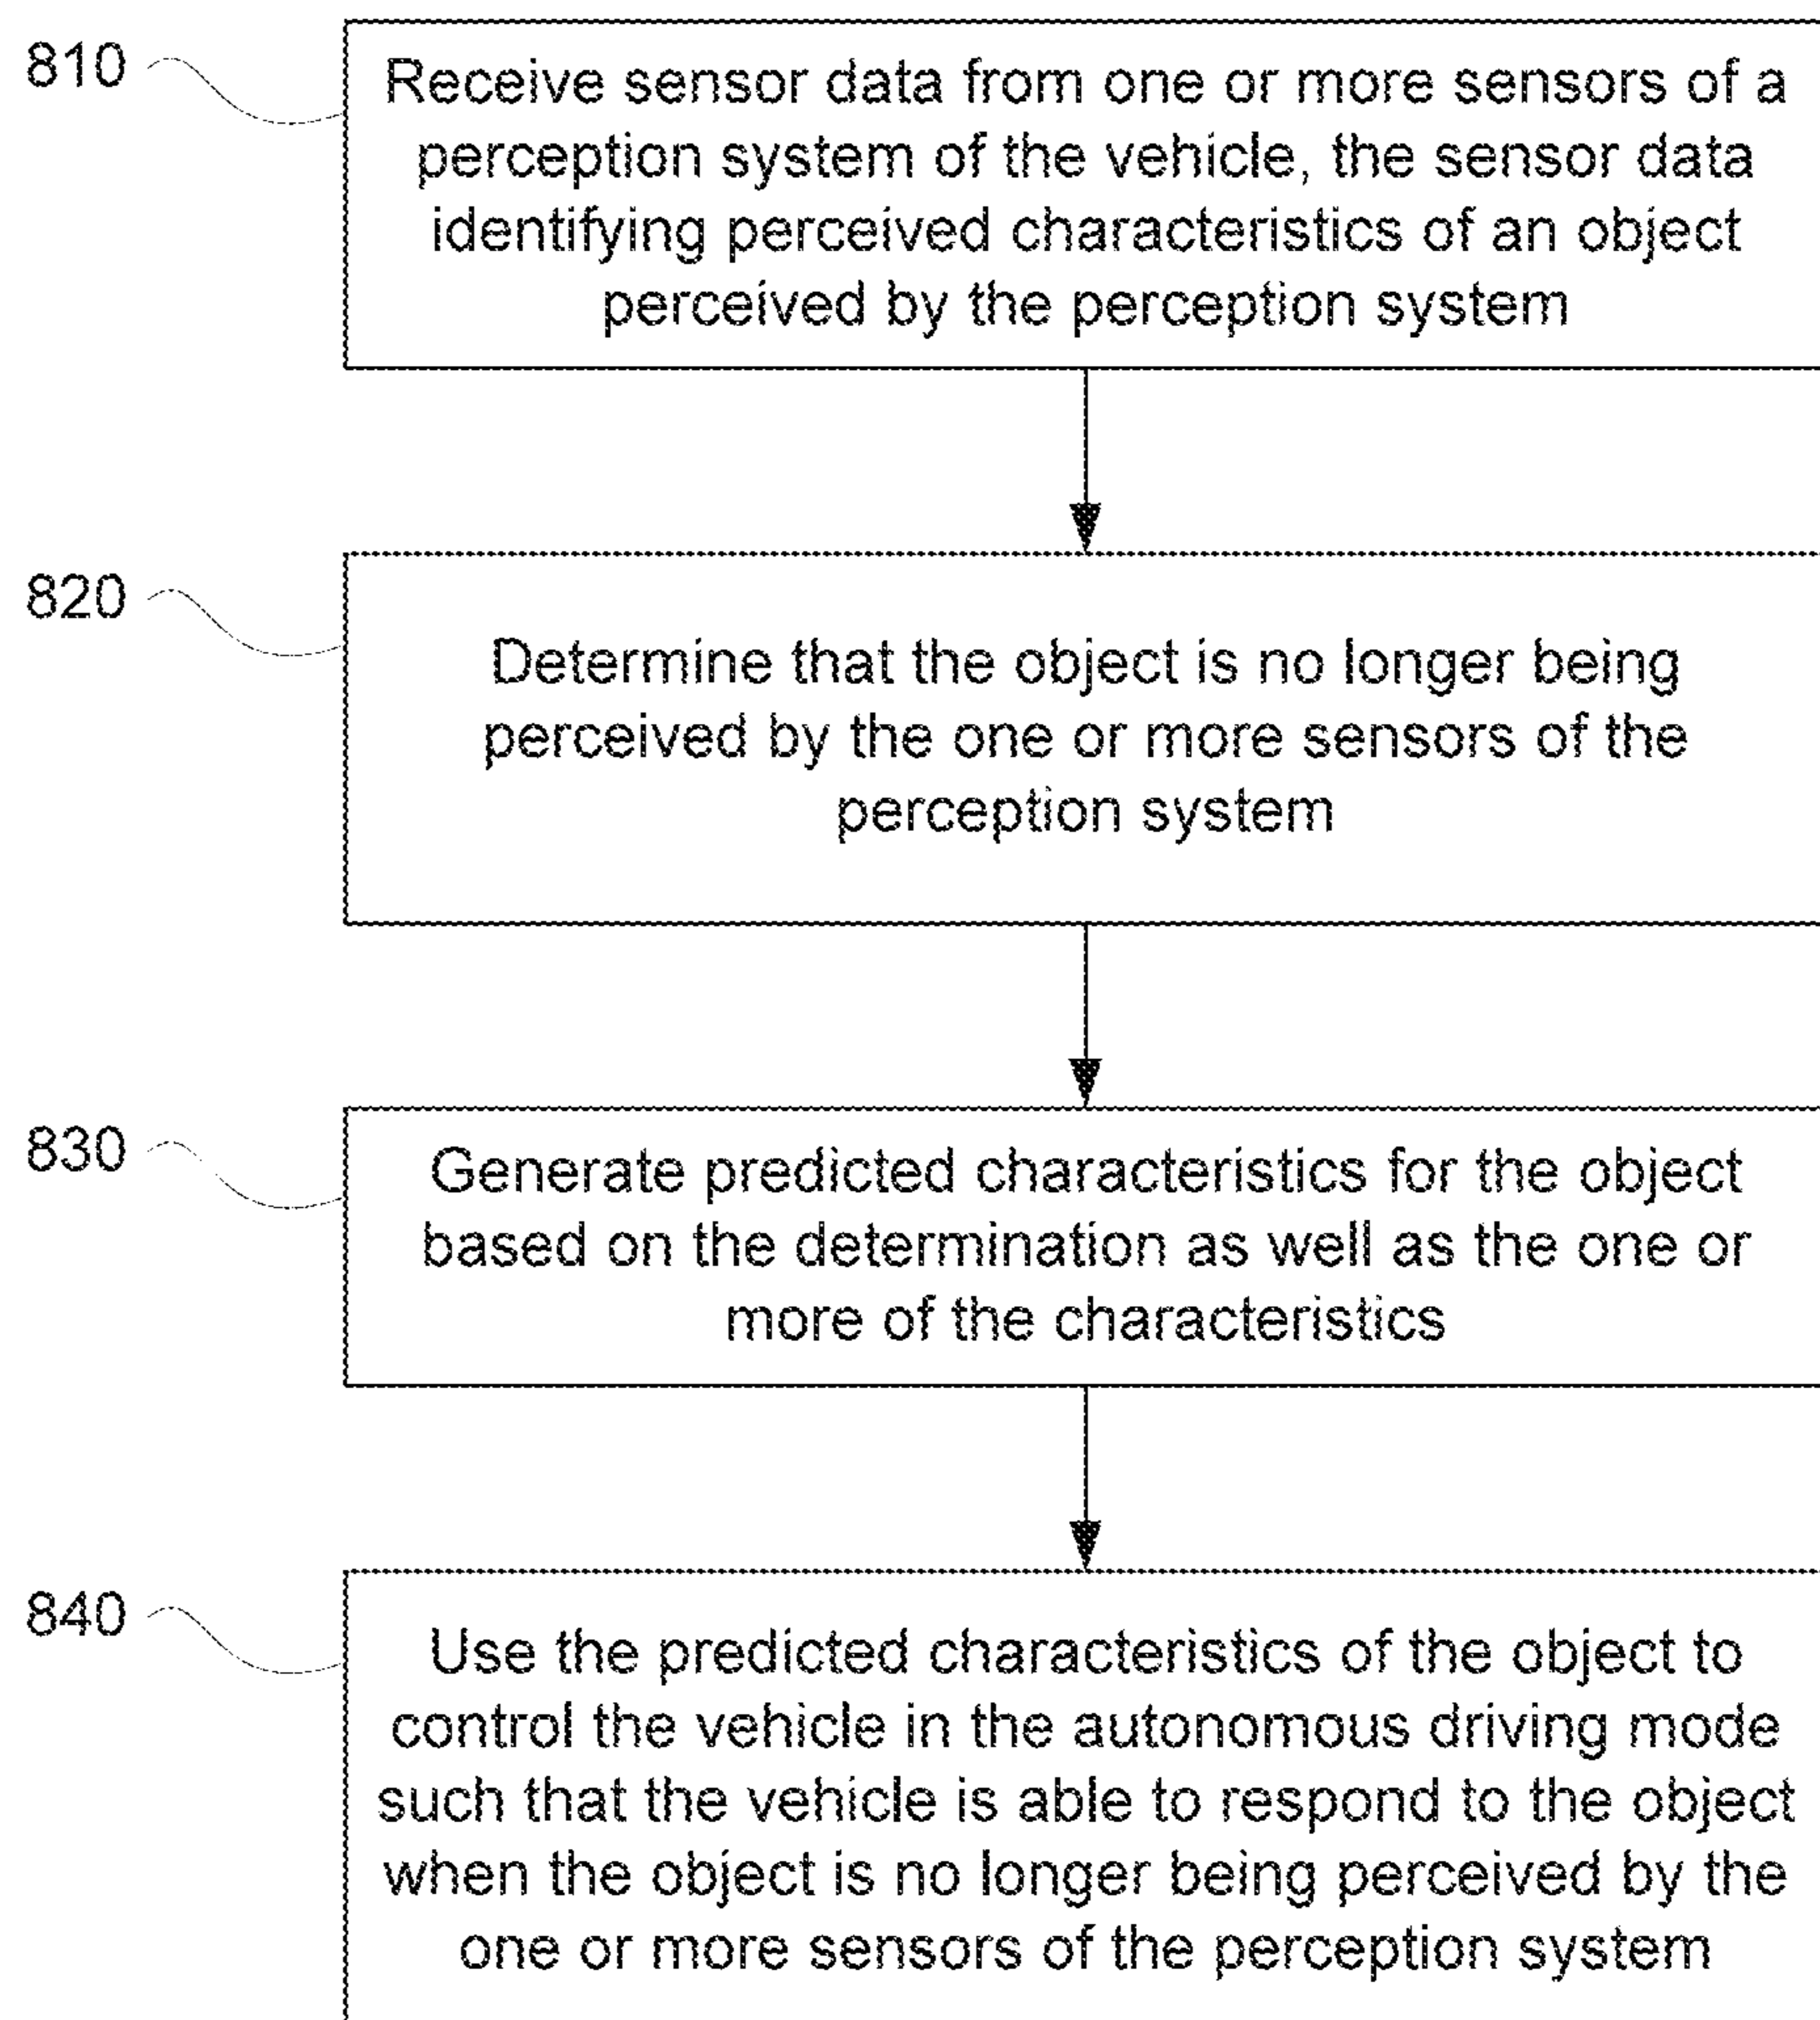 810
Receive sensor data from one or more sensors of a
perception system of the vehicle, the sensor data
identifying perceived characteristics of an object
perceived by the perception system
820
Determine that the object is no longer being
perceived by the one or more sensors of the
perception system
830
Generate predicted characteristics for the object
based on the determination as well as the one or
more of the characteristics
840
Use the predicted characteristics of the object to
control the vehicle in the autonomous driving mode
such that the vehicle is able to respond to the object
when the object is no longer being perceived by the
one or more sensors of the perception system